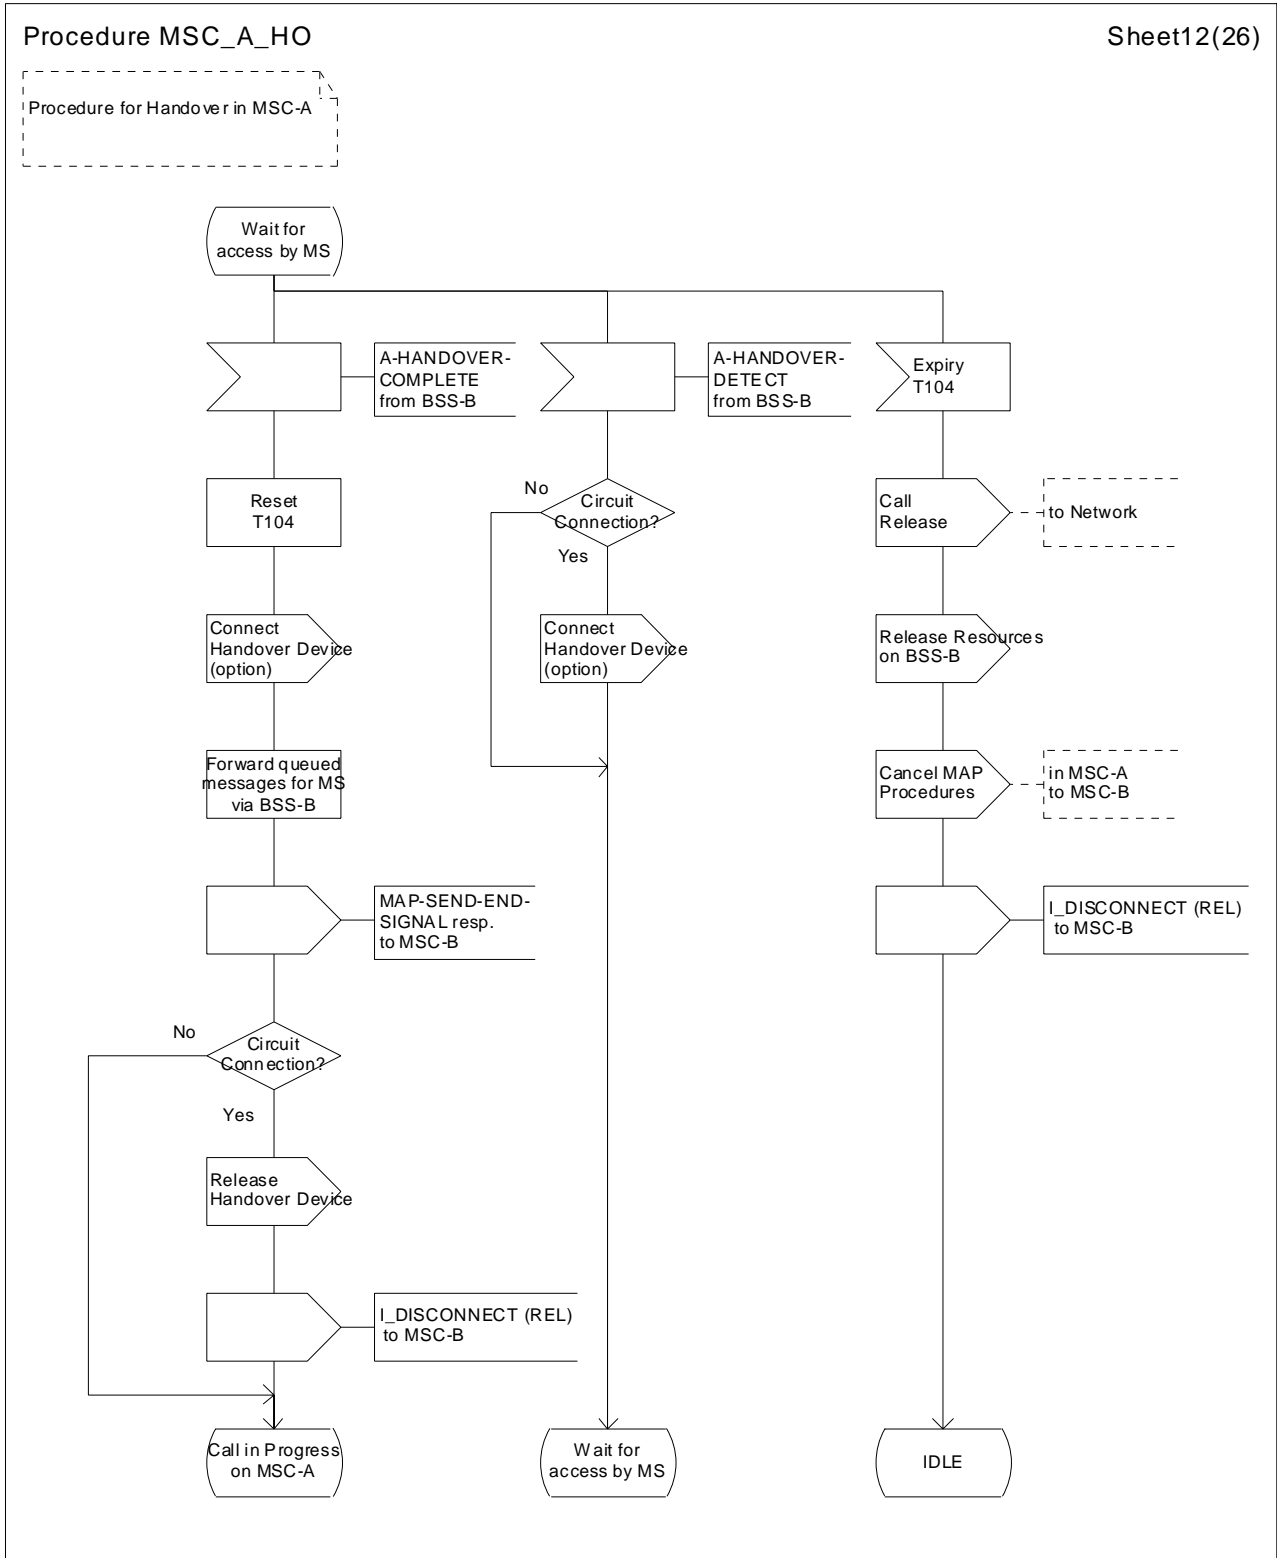 Procedure MSC_A_HO
Sheet12(26)
Procedure for Handover in MSC-A
Wait for
access by MS
A-HANDOVER-
COMPLETE
from BSS-B
A-HANDOVER-
DETECT
from BSS-B
Expiry
T104
Reset
T104
No
Circuit
Connection?
Yes
Call
Release
to Network
Connect
Handover Device
(option)
Connect
Handover Device
(option)
Release Resources
on BSS-B
Forward queued
messages for MS
via BSS-B
Cancel MAP
Procedures
in MSC-A
to MSC-B
MAP-SEND-END-
SIGNAL resp.
to MSC-B
I_DISCONNECT (REL)
to MSC-B
No
Circuit
Connection?
Yes
Release
Handover Device
I_DISCONNECT (REL)
to MSC-B
Call in Progress
on MSC-A
Wait for
access by MS
IDLE